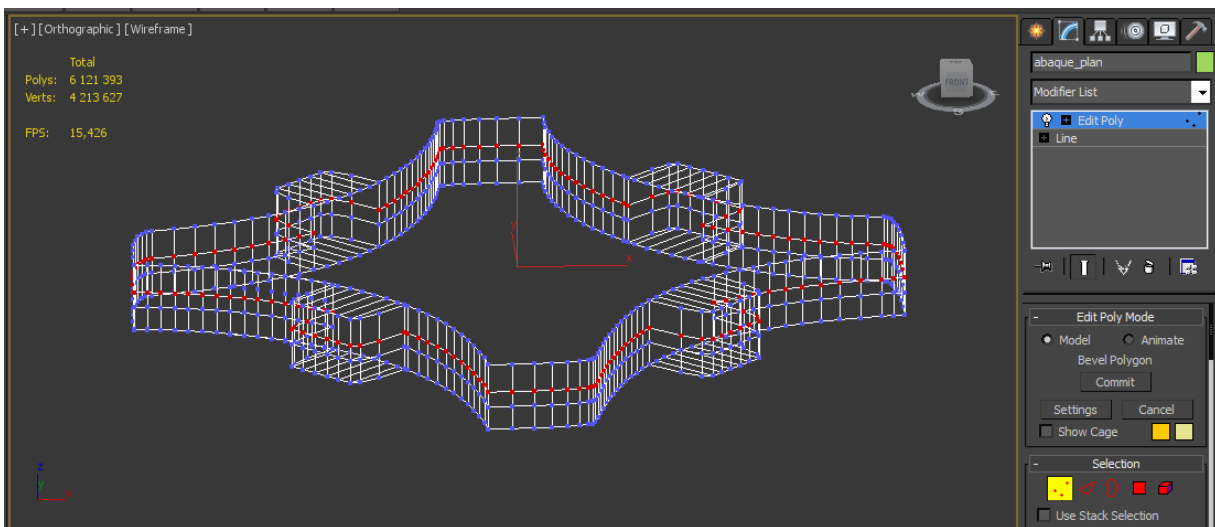 [+][Orthographic][Wireframe]
Total
Polys: 6 121 393
Verts: 4 213 627
FPS: 15,426
FRONT
W
S
y
x
z
y
x
abaque_plan
Modifier List
Edit Poly
Line
- Edit Poly Mode
Model Animate
Bevel Polygon
Commit
Settings Cancel
Show Cage
- Selection
Use Stack Selection